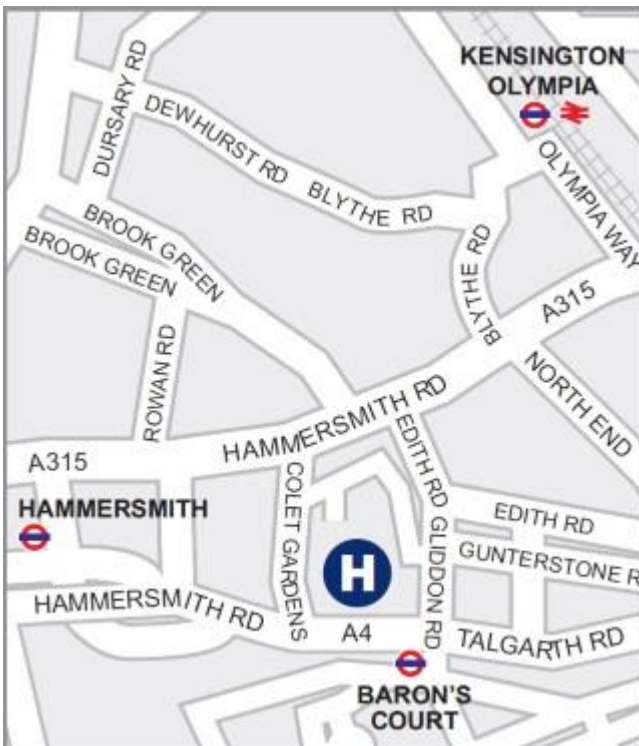 KENSINGTON
OLYMPIA
DURSARY RD
DEWHURST RD
BLYTHE RD
OLYMPIA WAY
BROOK GREEN
BROOK GREEN
BLYTHE RD
A315
ROWAN RD
NORTH END
HAMMERSMITH RD
A315
EDITH RD
COLET GARDENS
HAMMERSMITH
EDITH RD
GLIDDON RD
GUNTERSTONE R
H
HAMMERSMITH RD
A4
TALGARTH RD
BARON'S
COURT